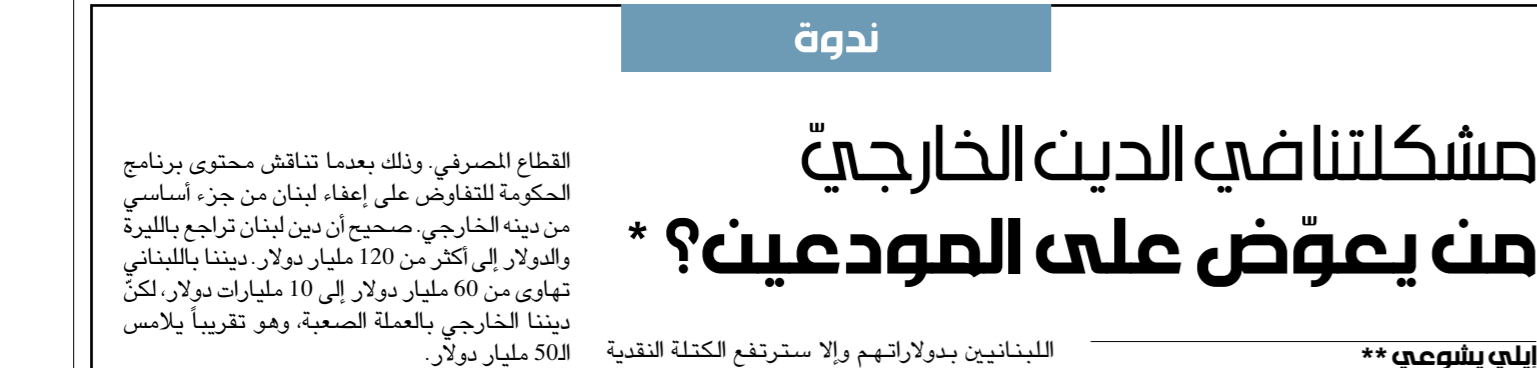 ندوة
مشكلتنا في الدين الخارجيّ
من يعوّض على المودعين؟ *
إيلي يشوعي **
اللبنانيين بدولاراتهم وإلا سترتفع الكتلة النقدية
القطاع المصرفي. وذلك بعدما تناقش محتوى برنامج
الحكومة للتفاوض على إعفاء لبنان من جزء أساسي
من دينه الخارجي. صحيح أن دين لبنان تراجع بالليرة
والدولار إلى أكثر من 120 مليار دولار. ديننا باللبناني
تهاوى من 60 مليار دولار إلى 10 مليارات دولار، لكنّ
ديننا الخارجي بالعملة الصعبة، وهو تقريباً يلامس
الـ50 مليار دولار.